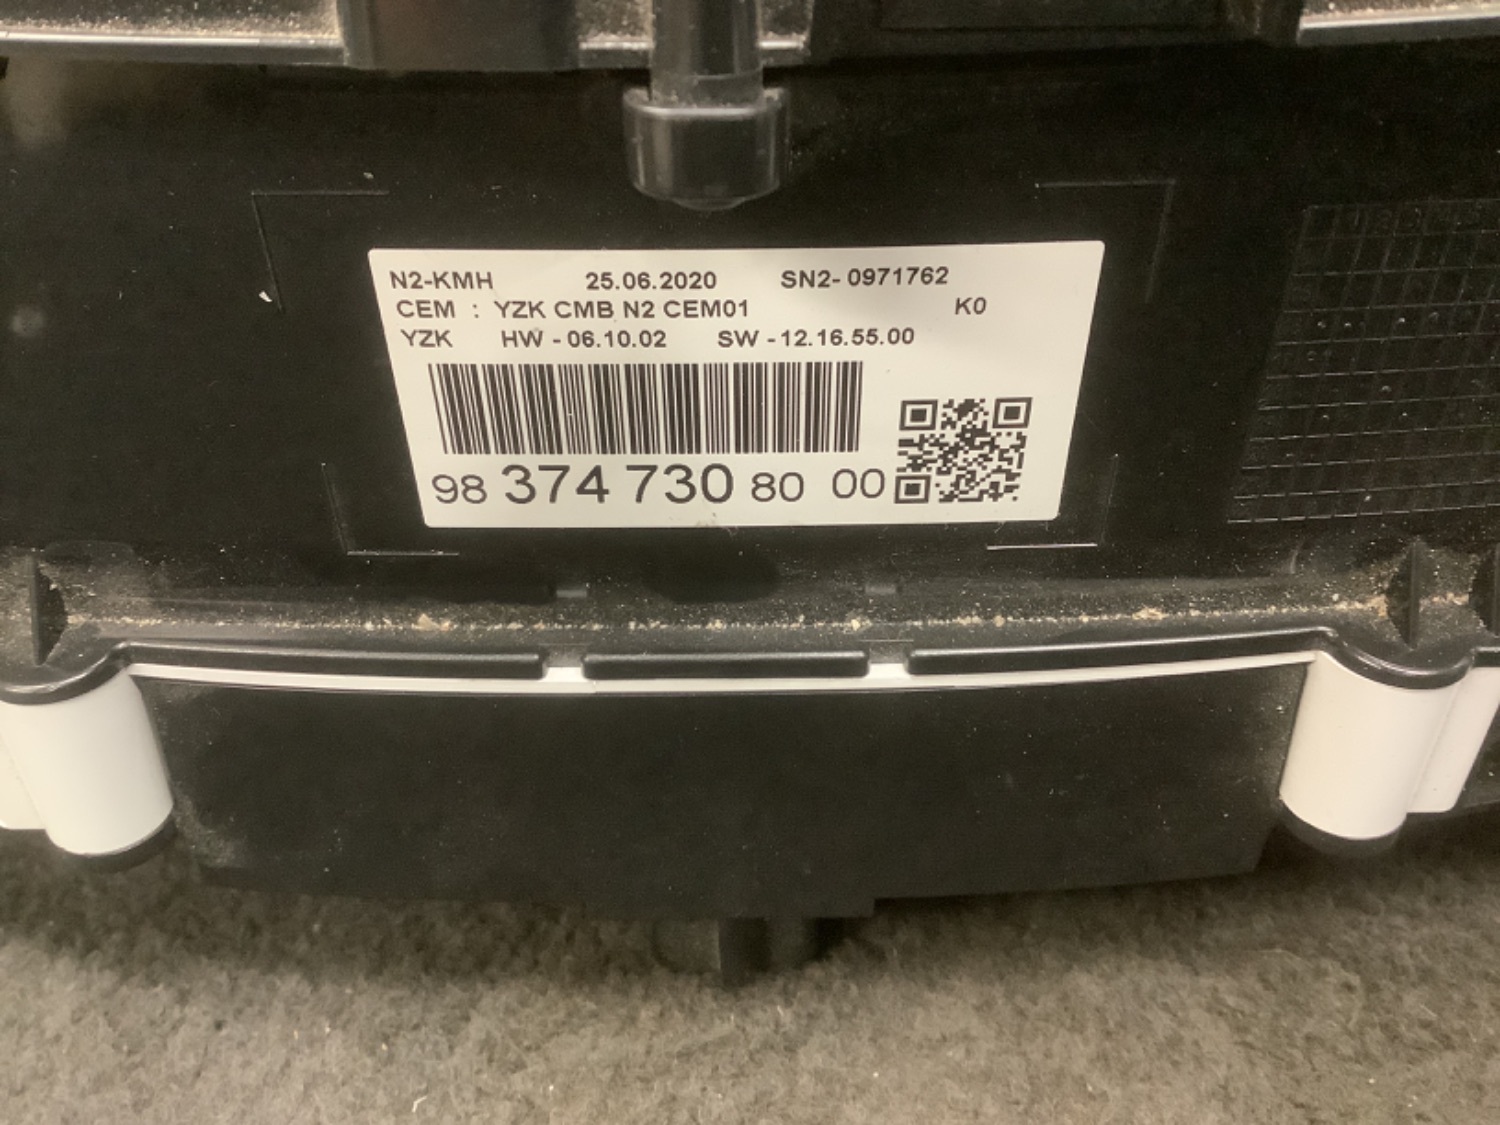 N2-KMH 25.06.2020 SN2- 0971762
CEM : YZK CMB N2 CEM01 K0
YZK HW - 06.10.02 SW - 12.16.55.00
98 374 730 80 00